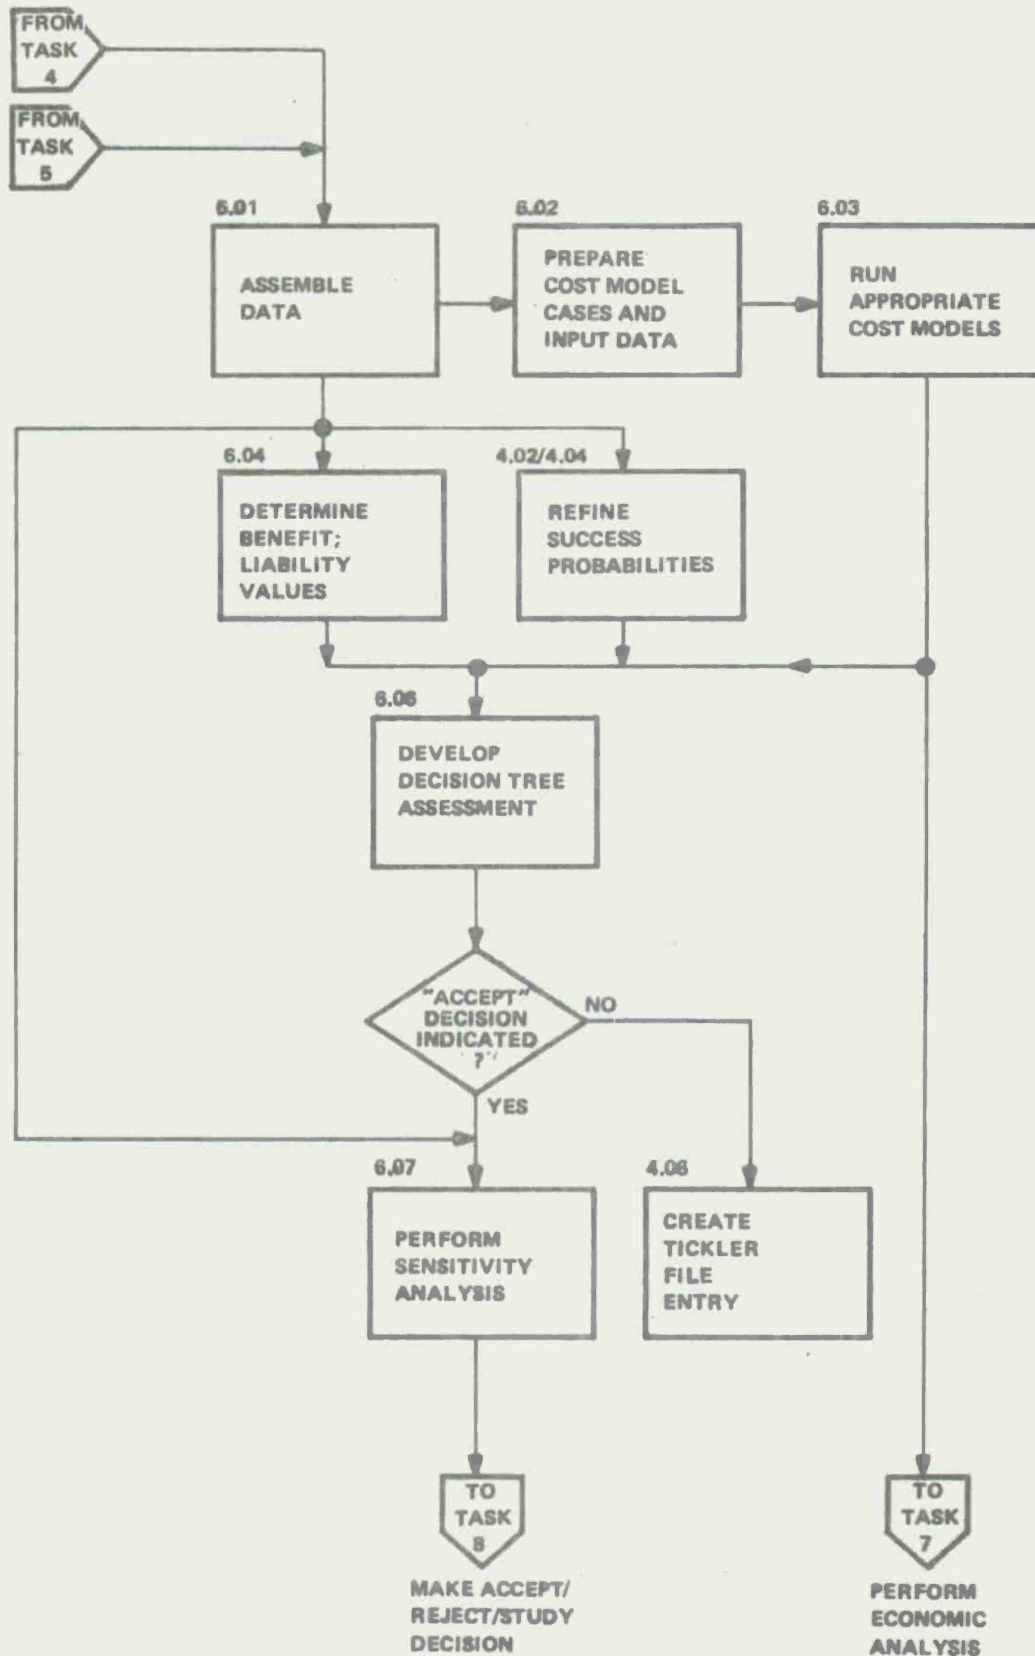 FROM
TASK
4
FROM
TASK
5
6.01
ASSEMBLE
DATA
6.02
PREPARE
COST MODEL
CASES AND
INPUT DATA
6.03
RUN
APPROPRIATE
COST MODELS
6.04
DETERMINE
BENEFIT;
LIABILITY
VALUES
4.02/4.04
REFINE
SUCCESS
PROBABILITIES
6.06
DEVELOP
DECISION TREE
ASSESSMENT
"ACCEPT"
DECISION
INDICATED
?
NO
YES
6.07
PERFORM
SENSITIVITY
ANALYSIS
4.06
CREATE
TICKLER
FILE
ENTRY
TO
TASK
8
MAKE ACCEPT/
REJECT/STUDY
DECISION
TO
TASK
7
PERFORM
ECONOMIC
ANALYSIS